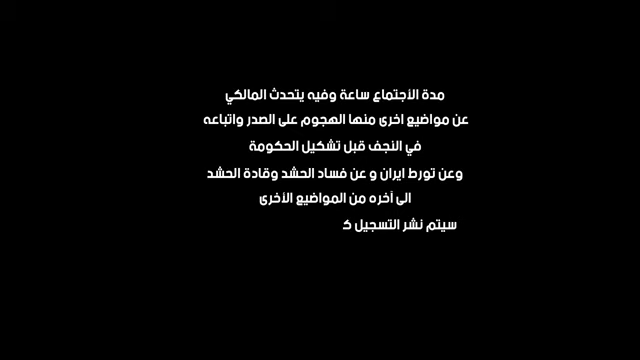 مدة الأجتماع ساعة وفيه يتحدث المالكي
عن مواضيع اخرى منها الهجوم على الصدر واتباعه
في النجف قبل تشكيل الحكومة
وعن تورط ايران و عن فساد الحشد وقادة الحشد
الى آخره من المواضيع الأخرى
سيتم نشر التسجيل ك